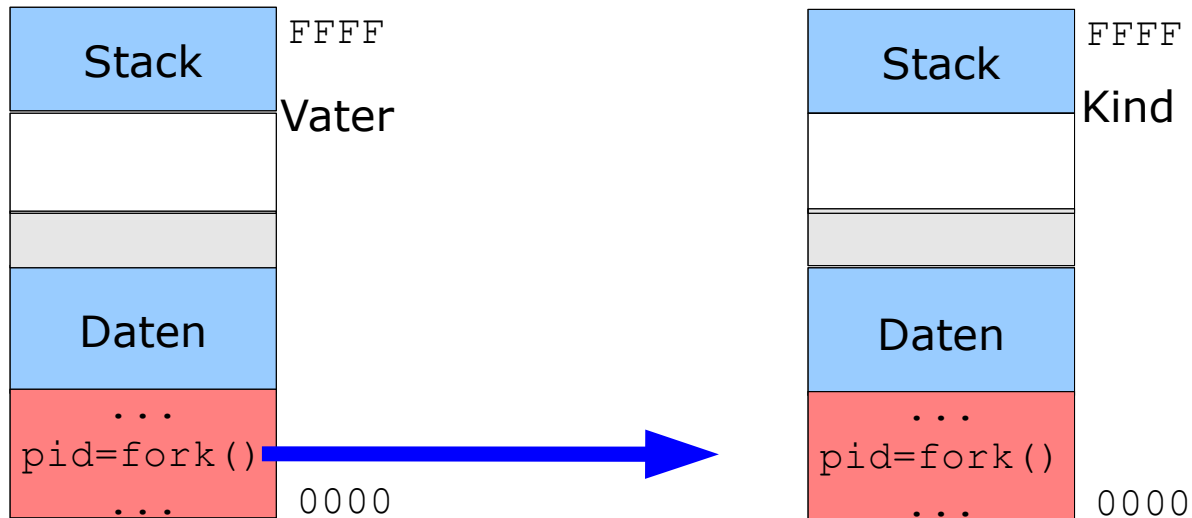 Stack
FFFF
Vater
Daten
...
pid=fork()
...
0000
Stack
FFFF
Kind
Daten
...
pid=fork()
...
0000